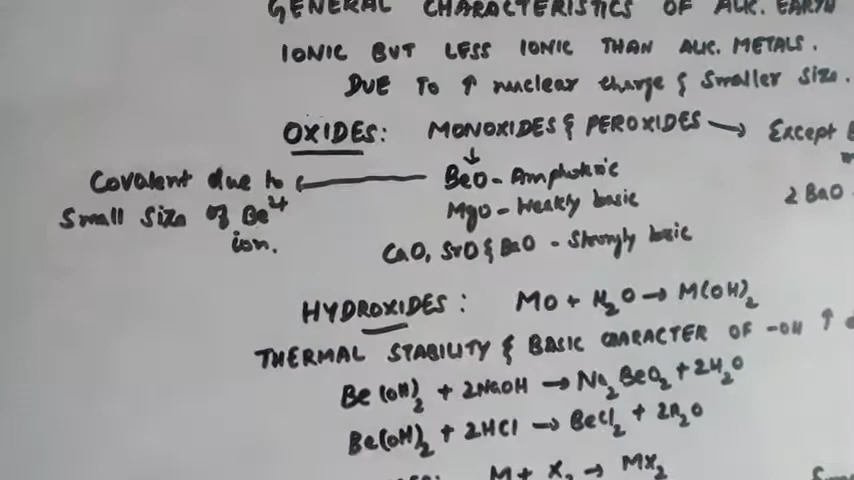 GENERAL CHARACTERISTICS OF ALK. EARTH
IONIC BUT LESS IONIC THAN ALK. METALS.
DUE TO ↑ nuclear charge & smaller size.
OXIDES: MONOXIDES & PEROXIDES → Except
Covalent due to ← BeO - Amphoteric
small size of Be²⁺ ion.
MgO - Weakly basic
2 BaO
CaO, SrO & BaO - Strongly basic
HYDROXIDES: MO + H₂O → M(OH)₂
THERMAL STABILITY & BASIC CHARACTER OF -OH ↑
Be(OH)₂ + 2NaOH → Na₂BeO₂ + 2H₂O
Be(OH)₂ + 2HCl → BeCl₂ + 2H₂O
M + X₂ → MX₂